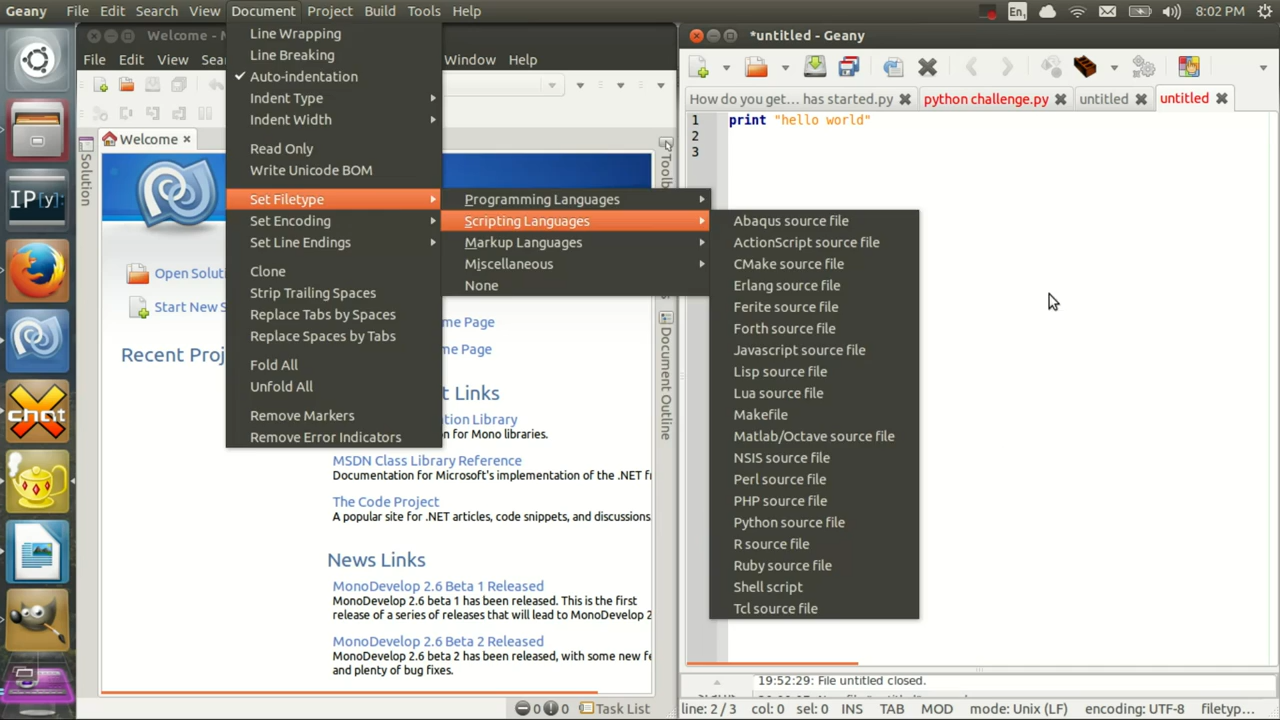 Geany File Edit Search View Document Project Build Tools Help En 8:02 PM
Welcome - M
File Edit View Sear Window Help
Welcome
Solution
Open Soluti
Start New S
Recent Proj
me Page
me Page
t Links
tion Library
on for Mono libraries.
MSDN Class Library Reference
Documentation for Microsoft's implementation of the .NET fr
The Code Project
A popular site for .NET articles, code snippets, and discussions
News Links
MonoDevelop 2.6 Beta 1 Released
MonoDevelop 2.6 beta 1 has been released. This is the first
release of a series of releases that will lead to MonoDevelop 2
MonoDevelop 2.6 Beta 2 Released
MonoDevelop 2.6 beta 2 has been released, with some new fe
and plenty of bug fixes.
0 0 Task List
Toolb
s
Document Outline
Line Wrapping
Line Breaking
Auto-indentation
Indent Type
Indent Width
Read Only
Write Unicode BOM
Set Filetype
Set Encoding
Set Line Endings
Clone
Strip Trailing Spaces
Replace Tabs by Spaces
Replace Spaces by Tabs
Fold All
Unfold All
Remove Markers
Remove Error Indicators
Programming Languages
Scripting Languages
Markup Languages
Miscellaneous
None
Abaqus source file
ActionScript source file
CMake source file
Erlang source file
Ferite source file
Forth source file
Javascript source file
Lisp source file
Lua source file
Makefile
Matlab/Octave source file
NSIS source file
Perl source file
PHP source file
Python source file
R source file
Ruby source file
Shell script
Tcl source file
*untitled - Geany
How do you get... has started.py python challenge.py untitled untitled
1 print "hello world"
2
3
19:52:29: File untitled closed.
line: 2 / 3 col: 0 sel: 0 INS TAB MOD mode: Unix (LF) encoding: UTF-8 filetyp...
IP[y]:
chat